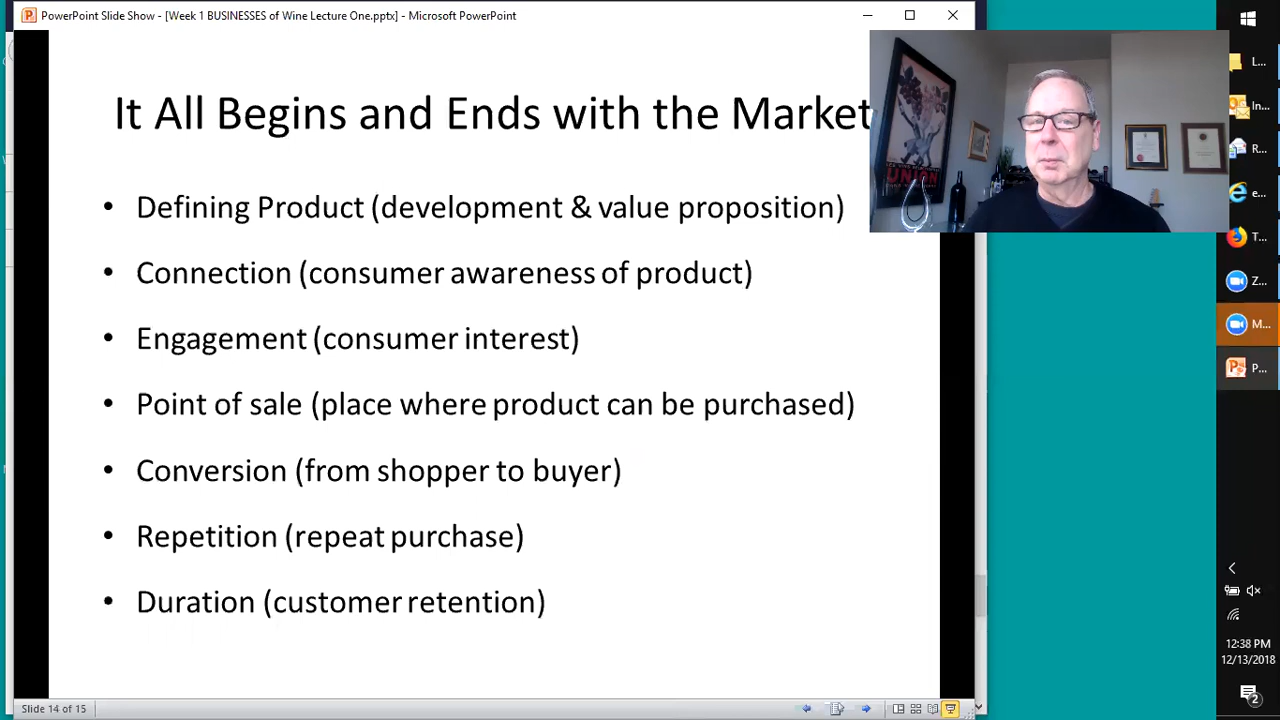 PowerPoint Slide Show - [Week 1 BUSINESSES of Wine Lecture One.pptx] - Microsoft PowerPoint
It All Begins and Ends with the Market
• Defining Product (development & value proposition)
• Connection (consumer awareness of product)
• Engagement (consumer interest)
• Point of sale (place where product can be purchased)
• Conversion (from shopper to buyer)
• Repetition (repeat purchase)
• Duration (customer retention)
UNION
L...
In...
R...
e...
T...
Z...
M...
P...
12:38 PM
12/13/2018
2
Slide 14 of 15